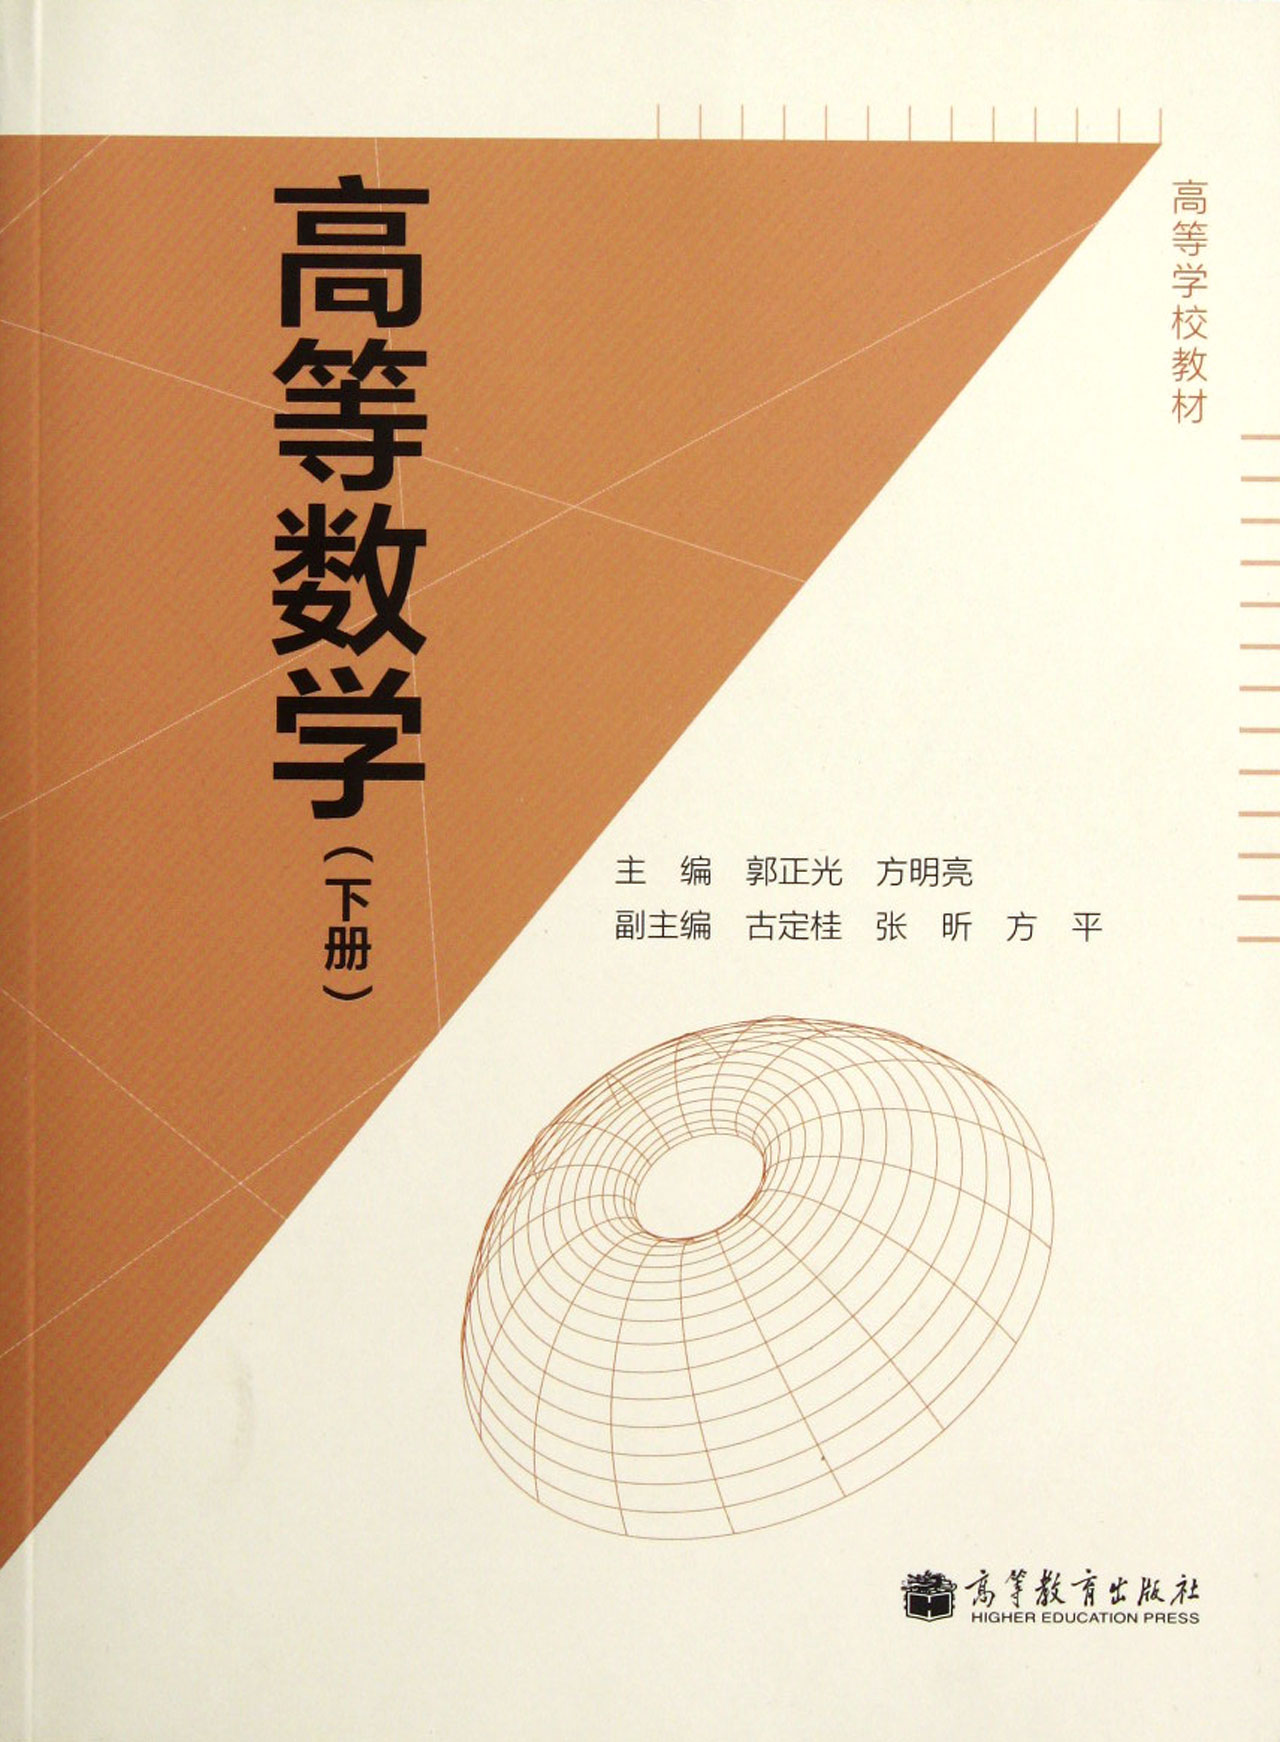 高等学校教材
高等数学
(下册)
主 编 郭正光 方明亮
副主编 古定桂 张 昕 方 平
高等教育出版社
HIGHER EDUCATION PRESS